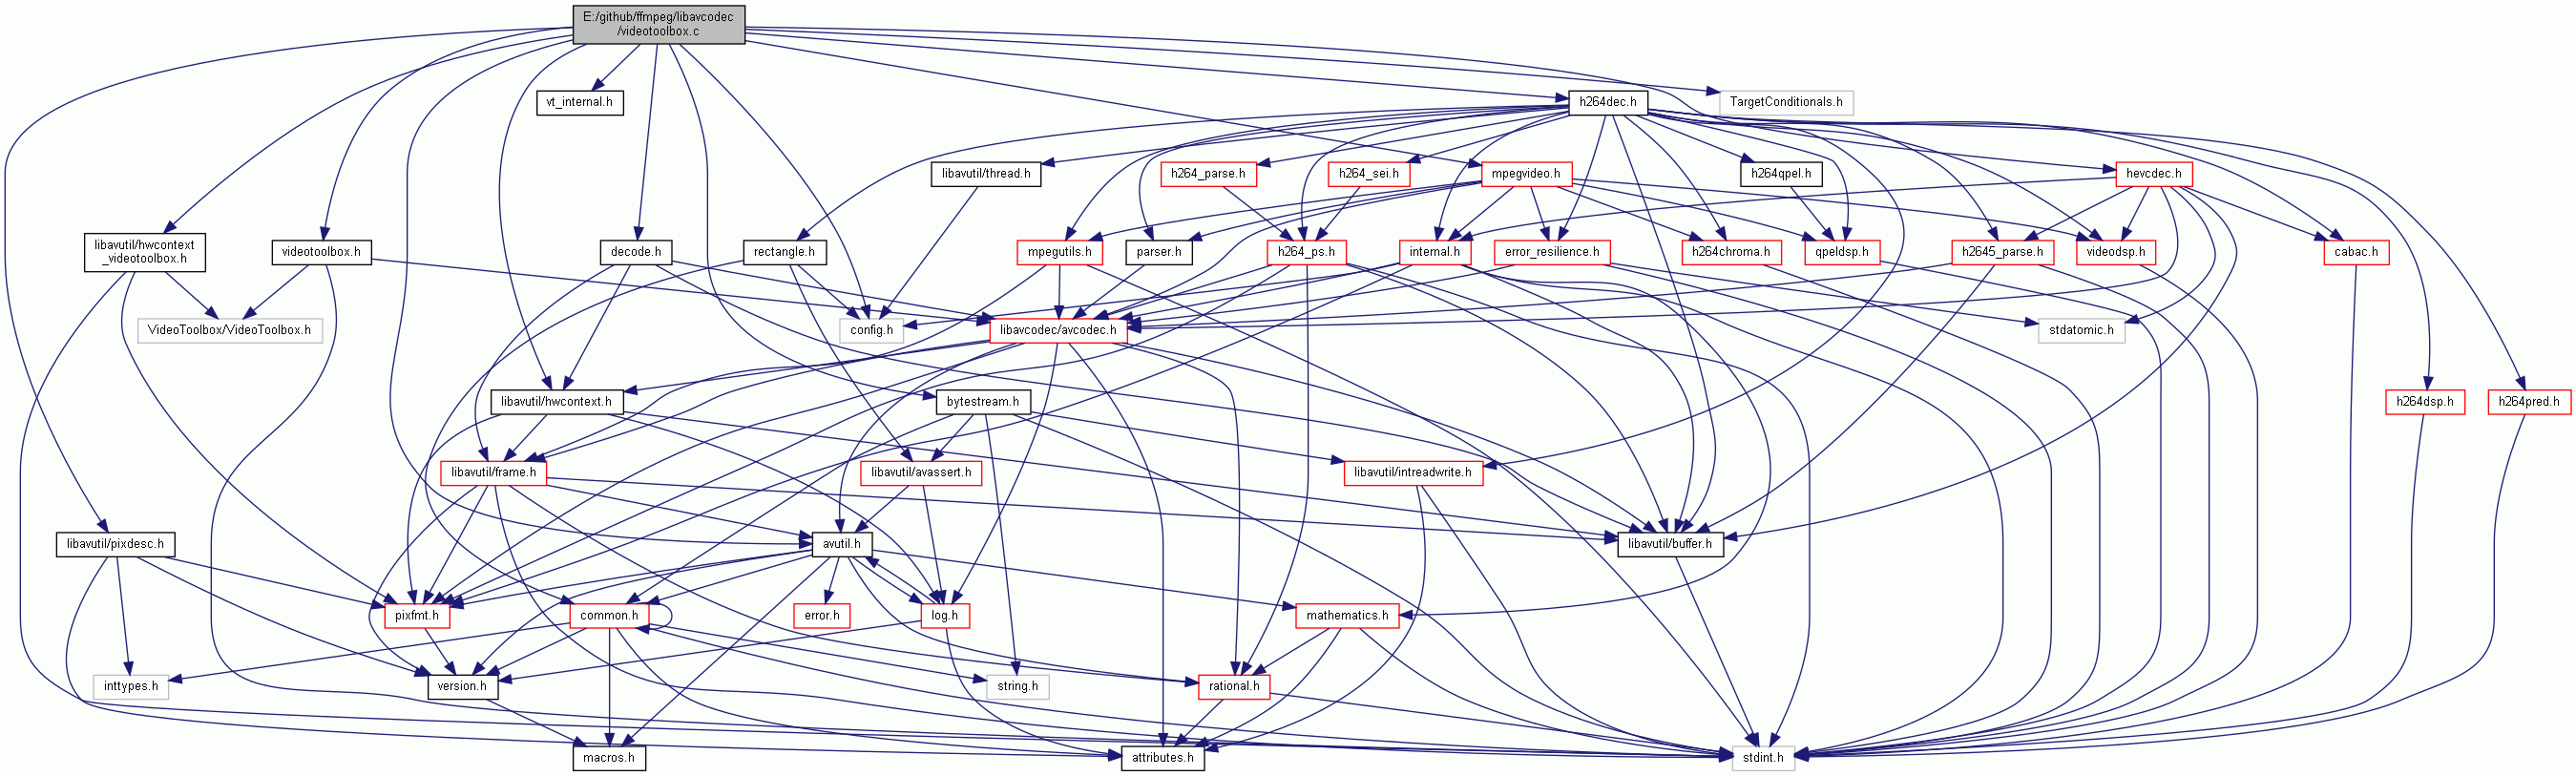 E:/github/ffmpeg/libavcodec
/videotoolbox.c
vt_internal.h
h264dec.h
TargetConditionals.h
libavutil/thread.h
h264_parse.h
h264_sei.h
mpegvideo.h
h264qpel.h
hevcdec.h
libavutil/hwcontext
_videotoolbox.h
videotoolbox.h
decode.h
rectangle.h
mpegutils.h
parser.h
h264_ps.h
internal.h
error_resilience.h
h264chroma.h
qpeldsp.h
h2645_parse.h
videodsp.h
cabac.h
VideoToolbox/VideoToolbox.h
config.h
libavcodec/avcodec.h
stdatomic.h
libavutil/hwcontext.h
bytestream.h
h264dsp.h
h264pred.h
libavutil/frame.h
libavutil/avassert.h
libavutil/intreadwrite.h
libavutil/pixdesc.h
avutil.h
libavutil/buffer.h
pixfmt.h
common.h
error.h
log.h
mathematics.h
inttypes.h
version.h
string.h
rational.h
macros.h
attributes.h
stdint.h